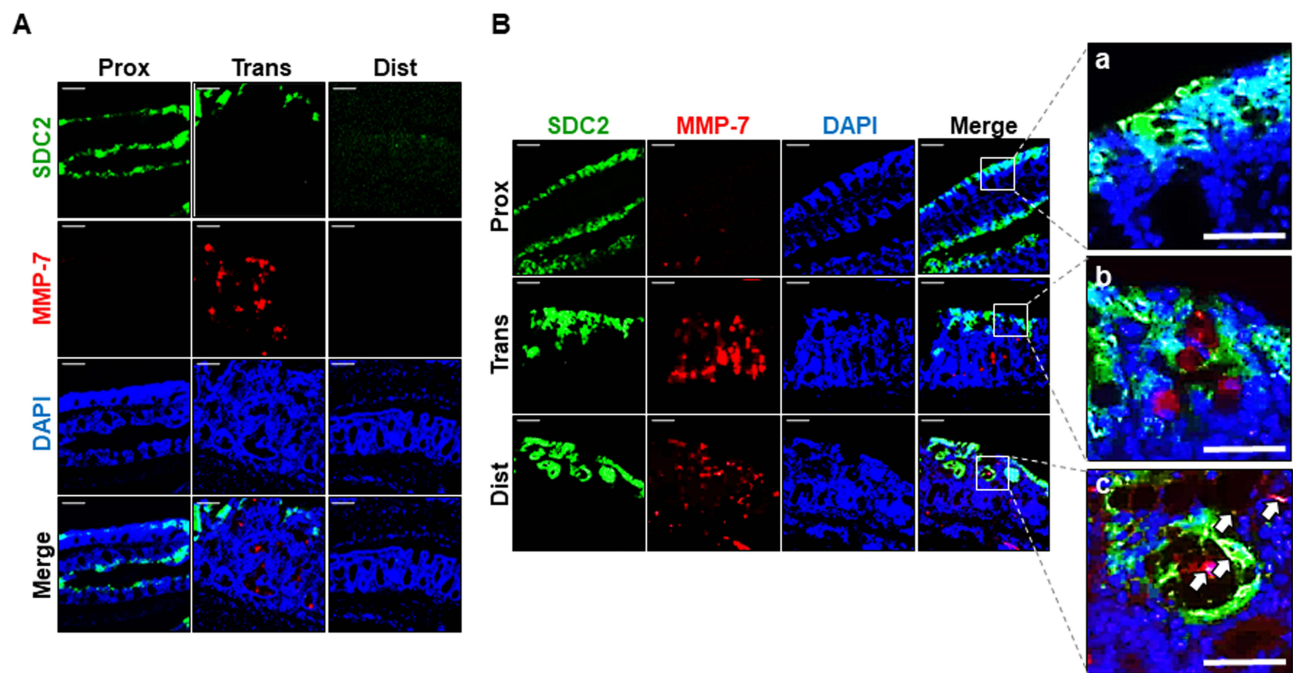 A
Prox Trans Dist
SDC2
MMP-7
DAPI
Merge
B
SDC2 MMP-7 DAPI Merge
Prox
Trans
Dist
a
b
c